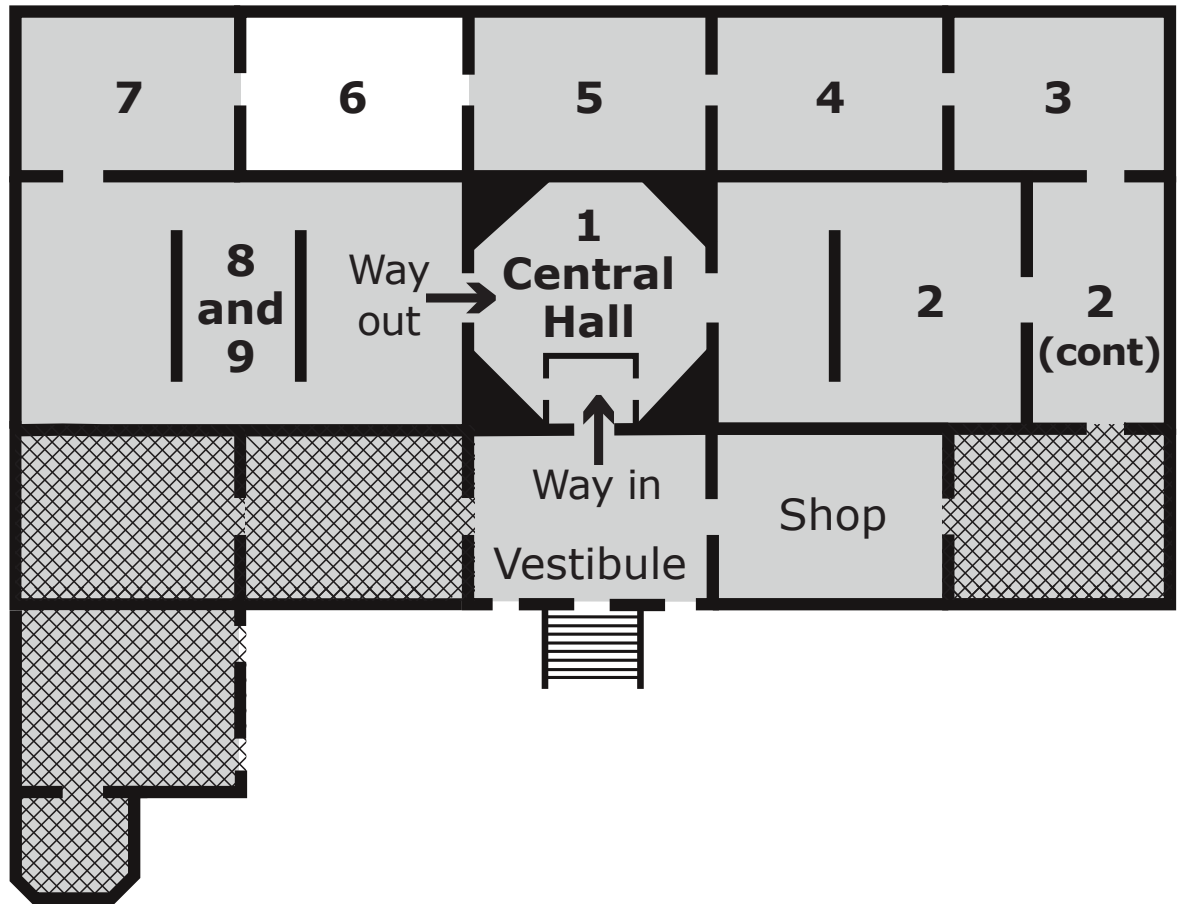 7
6
5
4
3
1
Central
Hall
8
and
9
Way
out
2
2
(cont)
Way in
Vestibule
Shop